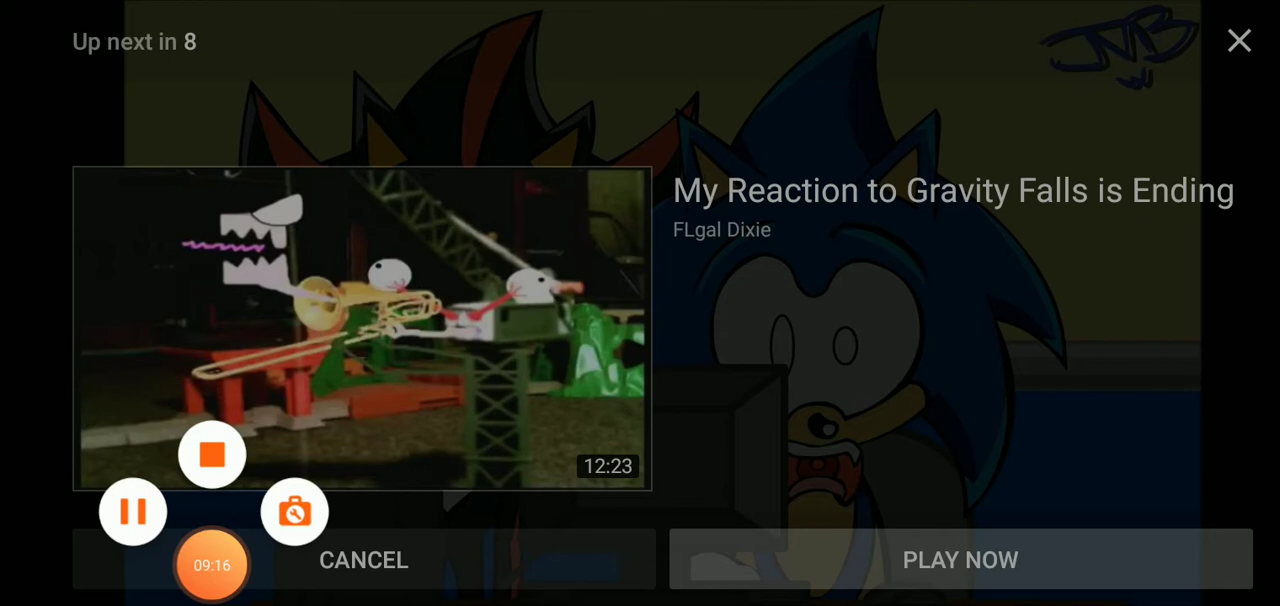 Up next in 8
JVB
My Reaction to Gravity Falls is Ending
FLgal Dixie
12:23
CANCEL
PLAY NOW
09:16